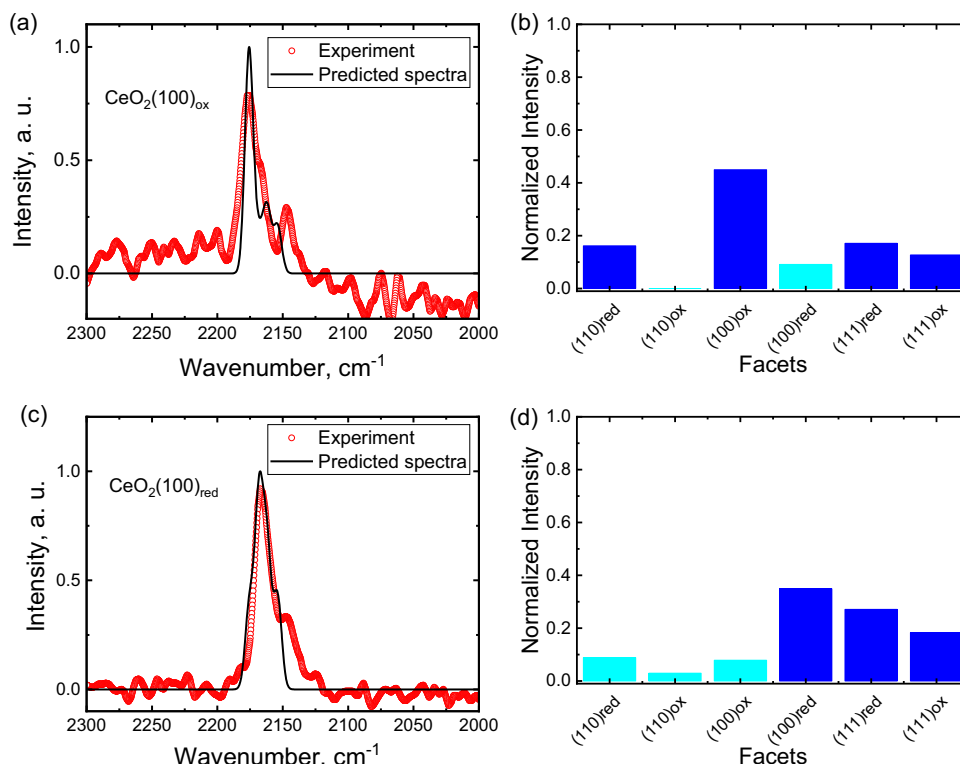 (a)
1.0
0.5
0.0
Intensity, a. u.
Experiment
Predicted spectra
CeO₂(100)ox
2300 2250 2200 2150 2100 2050 2000
Wavenumber, cm⁻¹
(b)
1.0
0.8
0.6
0.4
0.2
0.0
Normalized Intensity
(110)red (110)ox (100)ox (100)red (111)red (111)ox
Facets
(c)
1.0
0.5
0.0
Intensity, a. u.
Experiment
Predicted spectra
CeO₂(100)red
2300 2250 2200 2150 2100 2050 2000
Wavenumber, cm⁻¹
(d)
1.0
0.8
0.6
0.4
0.2
0.0
Normalized Intensity
(110)red (110)ox (100)ox (100)red (111)red (111)ox
Facets